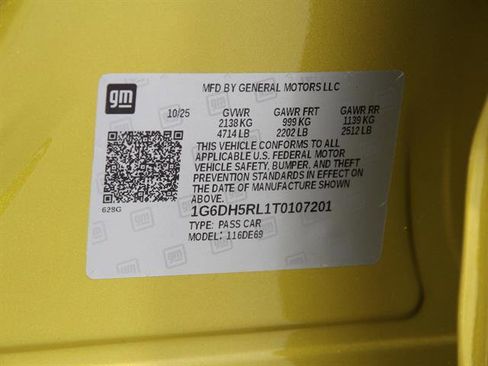 gm
MFD BY GENERAL MOTORS LLC
10/25 GVWR GAWR FRT GAWR RR
2138 KG 999 KG 1139 KG
4714 LB 2202 LB 2512 LB
THIS VEHICLE CONFORMS TO ALL
APPLICABLE U.S. FEDERAL MOTOR
VEHICLE SAFETY, BUMPER, AND THEFT
PREVENTION STANDARDS IN EFFECT ON
THE DATE OF MANUFACTURE SHOWN
ABOVE.
628G
1G6DH5RL1T0107201
TYPE: PASS CAR
MODEL: 116DE69